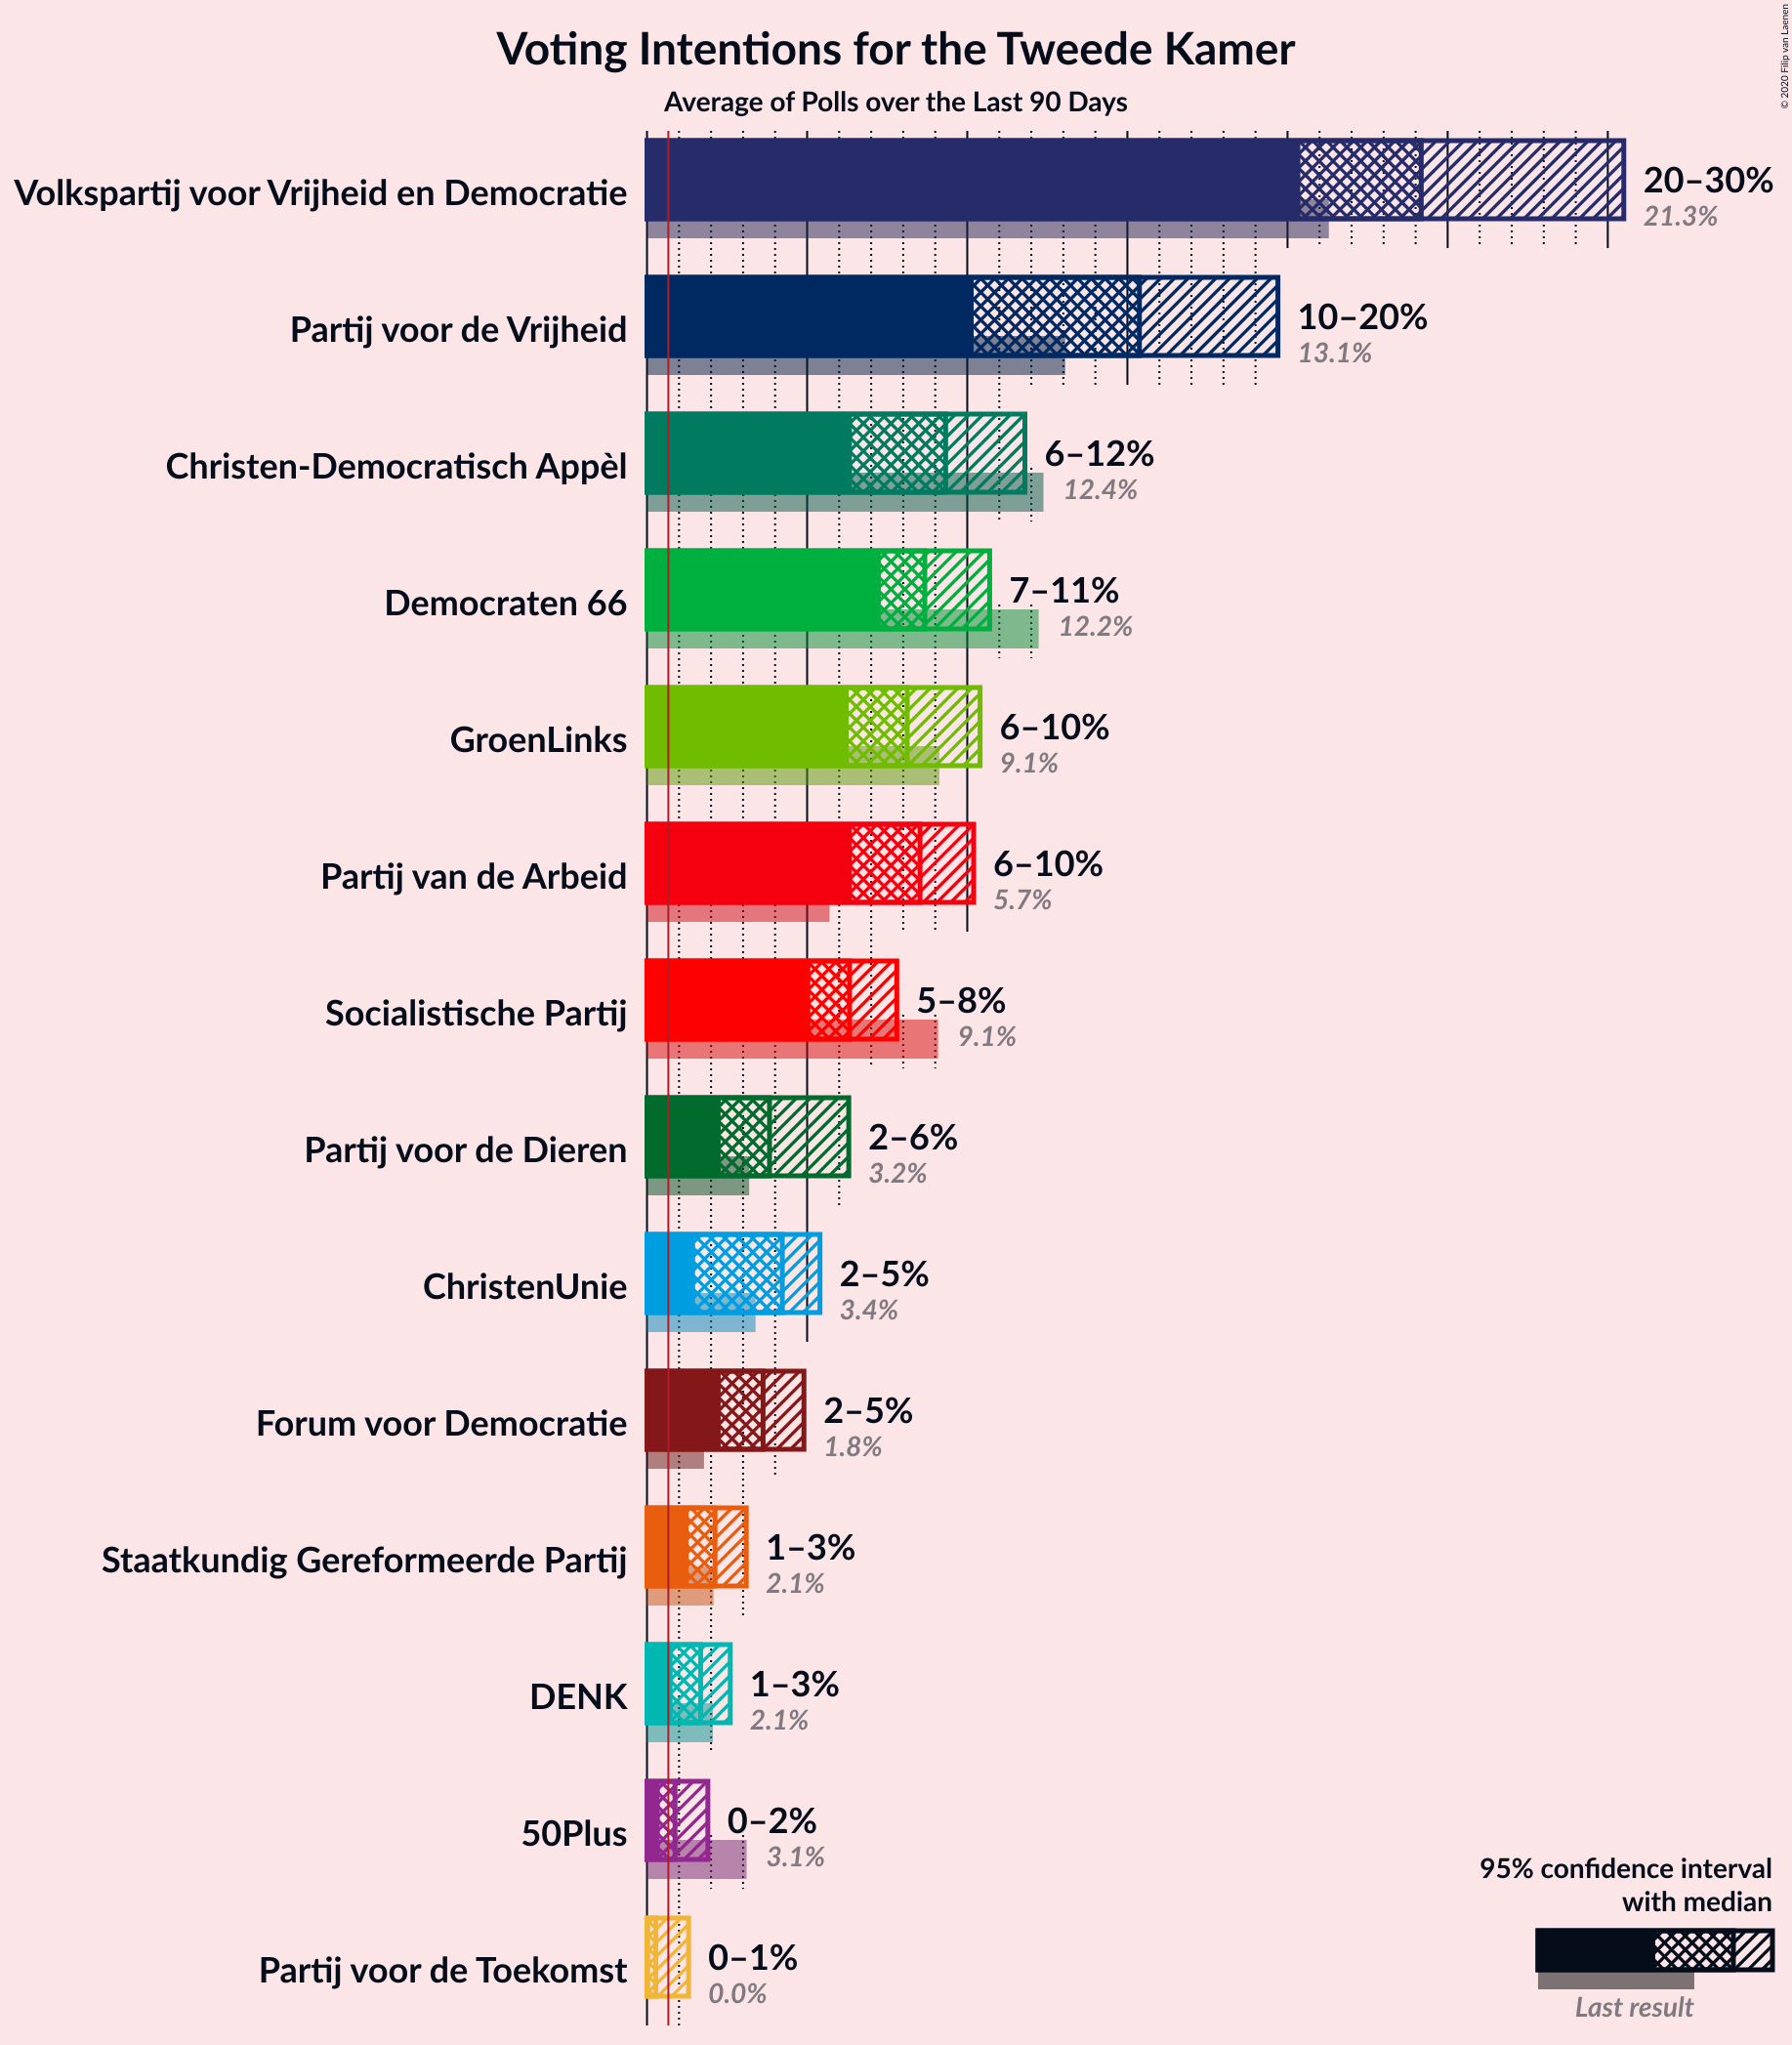 © 2020 Filip van Laenen
Voting Intentions for the Tweede Kamer
Average of Polls over the Last 90 Days
Volkspartij voor Vrijheid en Democratie
20–30%
21.3%
Partij voor de Vrijheid
10–20%
13.1%
Christen-Democratisch Appèl
6–12%
12.4%
Democraten 66
7–11%
12.2%
GroenLinks
6–10%
9.1%
Partij van de Arbeid
6–10%
5.7%
Socialistische Partij
5–8%
9.1%
Partij voor de Dieren
2–6%
3.2%
ChristenUnie
2–5%
3.4%
Forum voor Democratie
2–5%
1.8%
Staatkundig Gereformeerde Partij
1–3%
2.1%
DENK
1–3%
2.1%
50Plus
0–2%
3.1%
Partij voor de Toekomst
0–1%
0.0%
95% confidence interval
with median
Last result